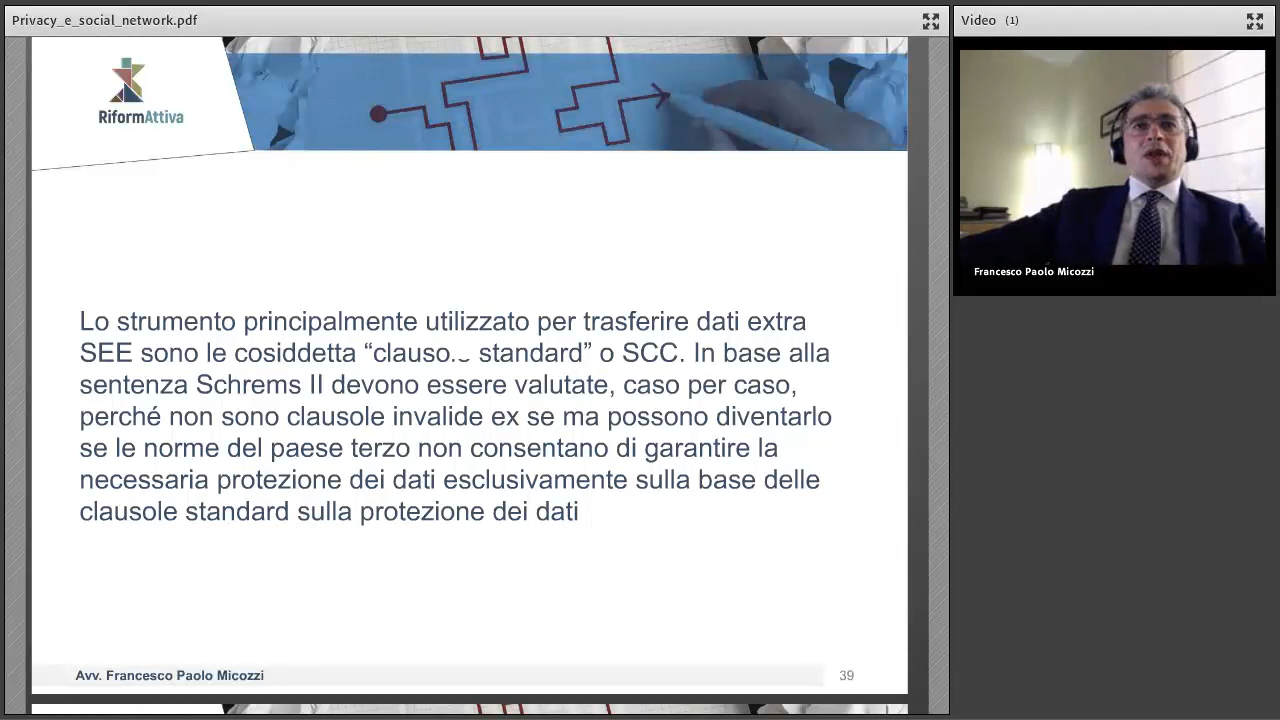 Privacy_e_social_network.pdf
Video (1)
RiformAttiva
Francesco Paolo Micozzi
Lo strumento principalmente utilizzato per trasferire dati extra
SEE sono le cosiddetta standard” o SCC. In base alla
sentenza Schrems II devono essere valutate, caso per caso,
perché non sono clausole invalide ex se ma possono diventarlo
se le norme del paese terzo non consentano di garantire la
necessaria protezione dei dati esclusivamente sulla base delle
clausole standard sulla protezione dei dati
Avv. Francesco Paolo Micozzi
39